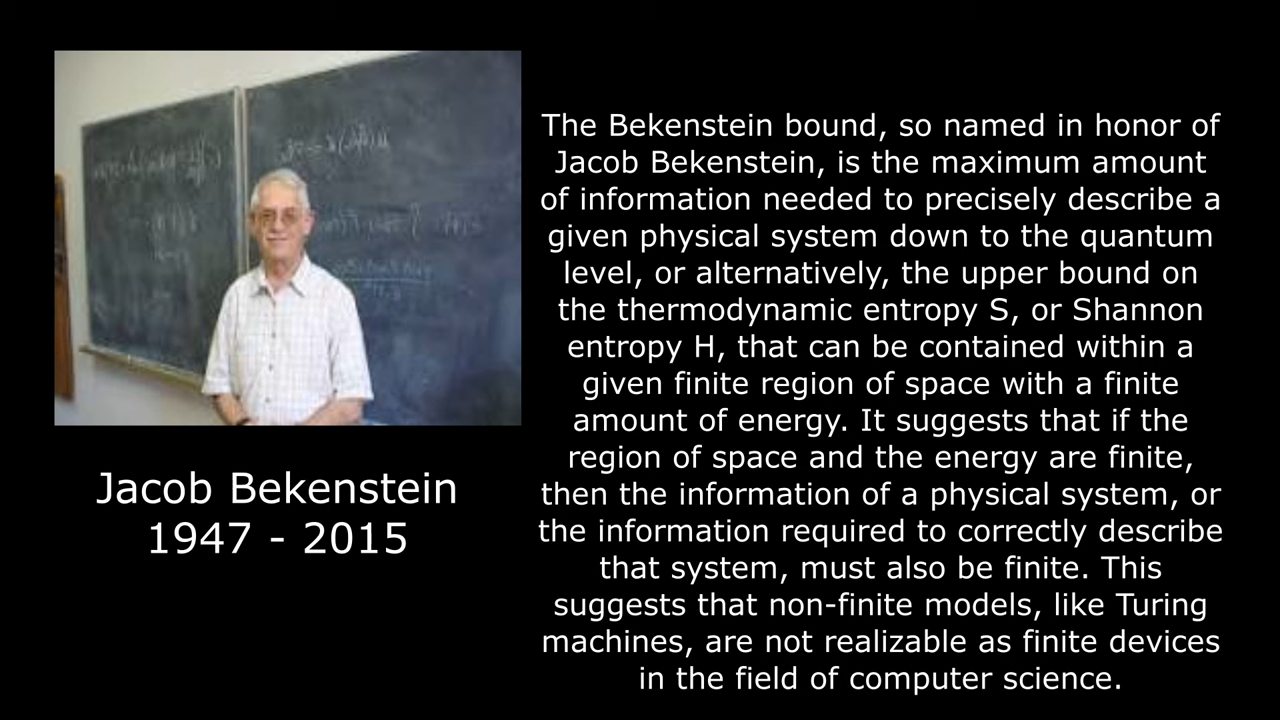 Jacob Bekenstein
1947 - 2015
The Bekenstein bound, so named in honor of
Jacob Bekenstein, is the maximum amount
of information needed to precisely describe a
given physical system down to the quantum
level, or alternatively, the upper bound on
the thermodynamic entropy S, or Shannon
entropy H, that can be contained within a
given finite region of space with a finite
amount of energy. It suggests that if the
region of space and the energy are finite,
then the information of a physical system, or
the information required to correctly describe
that system, must also be finite. This
suggests that non-finite models, like Turing
machines, are not realizable as finite devices
in the field of computer science.